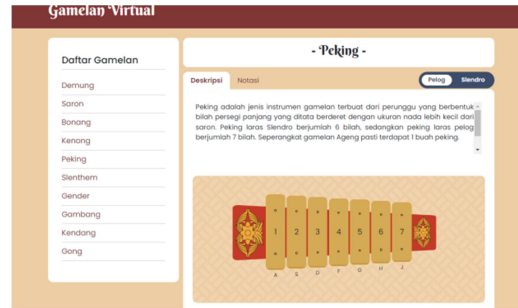 Gamelan Virtual
Daftar Gamelan
Demung
Saron
Bonang
Kenong
Peking
Slenthem
Gender
Gambang
Kendang
Gong
- Peking -
Deskripsi Notasi
Pelog Slendro
Peking adalah jenis instrumen gamelan terbuat dari perunggu yang berbentuk
bilah persegi panjang yang ditata berderet dengan ukuran nada lebih kecil dari
saron. Peking laras Slendro berjumlah 6 bilah, sedangkan peking laras pelog
berjumlah 7 bilah. Seperangkat gamelan Ageng pasti terdapat 1 buah peking.
1 2 3 4 5 6 7
A S D F G H J